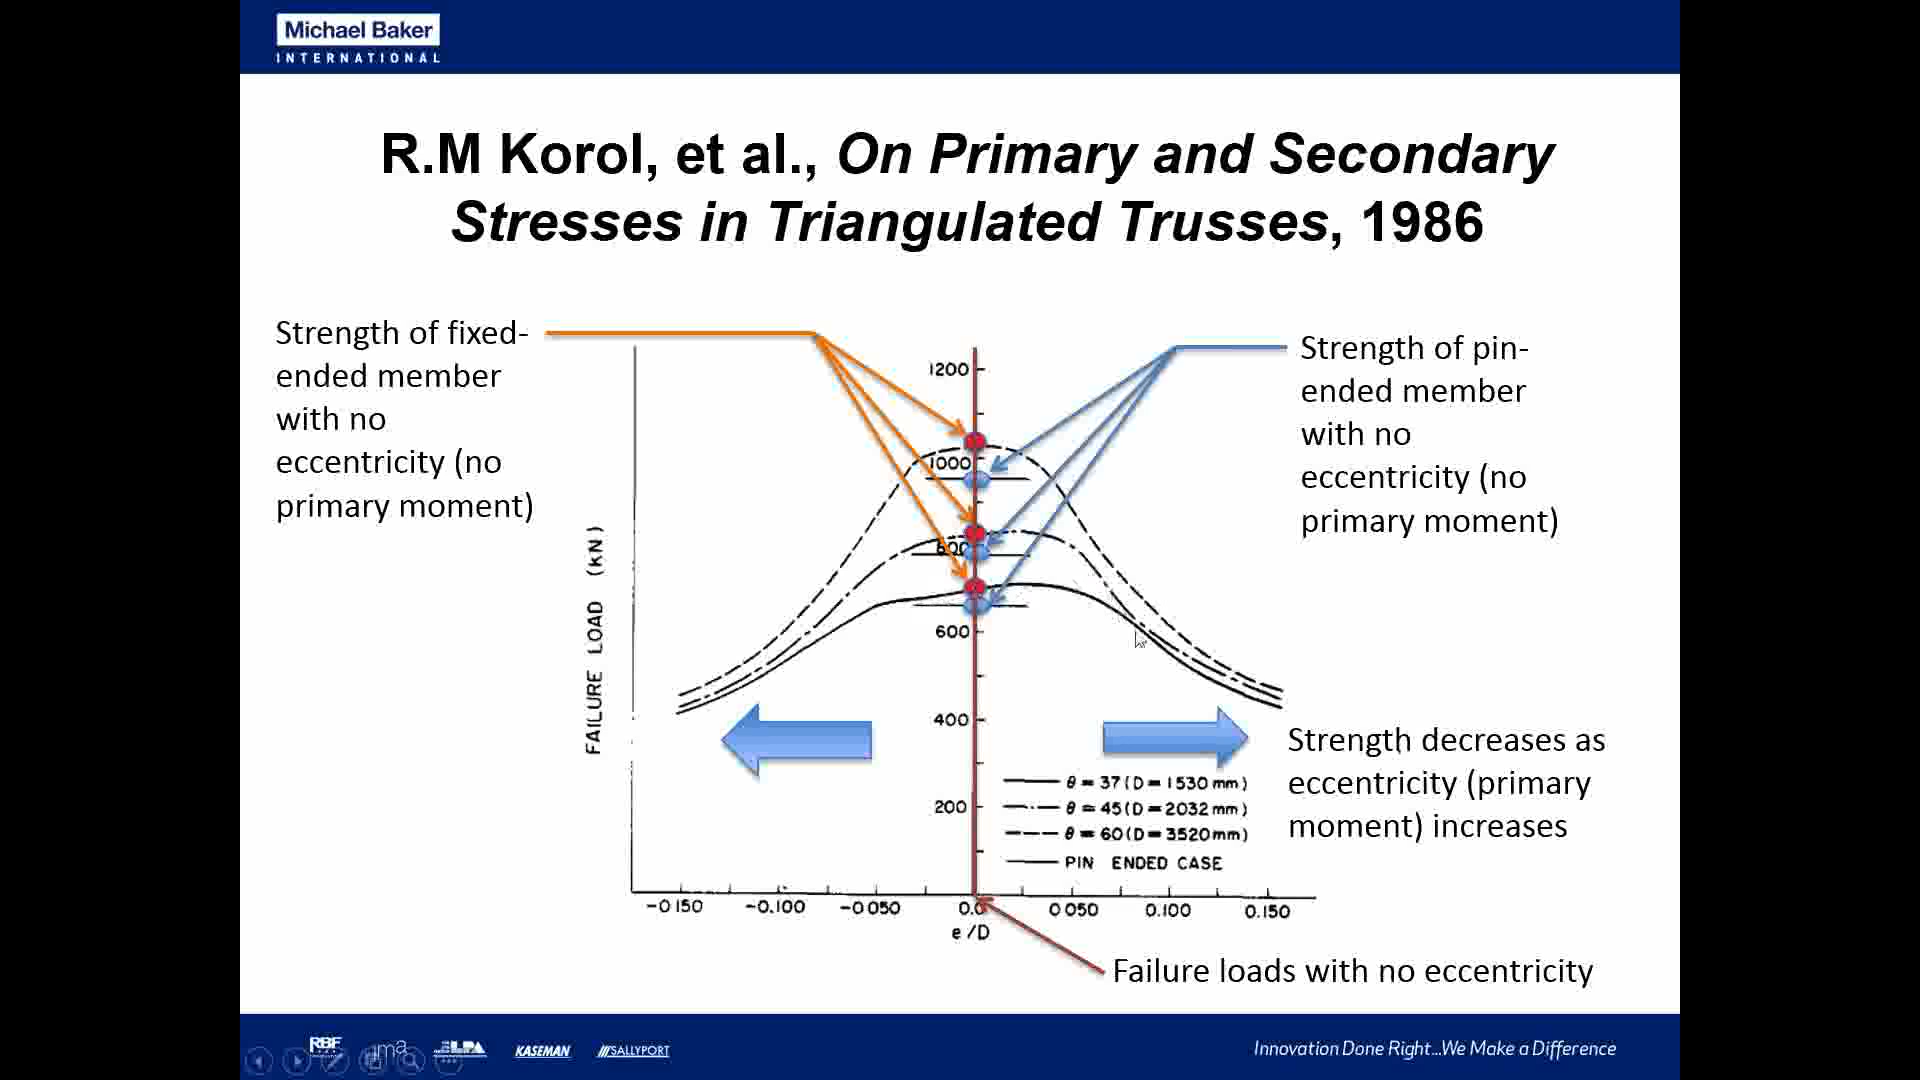 Michael Baker
INTERNATIONAL
R.M Korol, et al., On Primary and Secondary
Stresses in Triangulated Trusses, 1986
Strength of fixed-
ended member
with no
eccentricity (no
primary moment)
Strength of pin-
ended member
with no
eccentricity (no
primary moment)
FAILURE LOAD (KN)
1200
1000
800
600
400
200
θ = 37 (D = 1530 mm)
θ = 45 (D = 2032 mm)
θ = 60 (D = 3520 mm)
PIN ENDED CASE
-0 150 -0.100 -0 050 0.0 0 050 0.100 0.150
e/D
Strength decreases as
eccentricity (primary
moment) increases
Failure loads with no eccentricity
RBF
ima
LPA
KASEMAN
SALLYPORT
Innovation Done Right...We Make a Difference